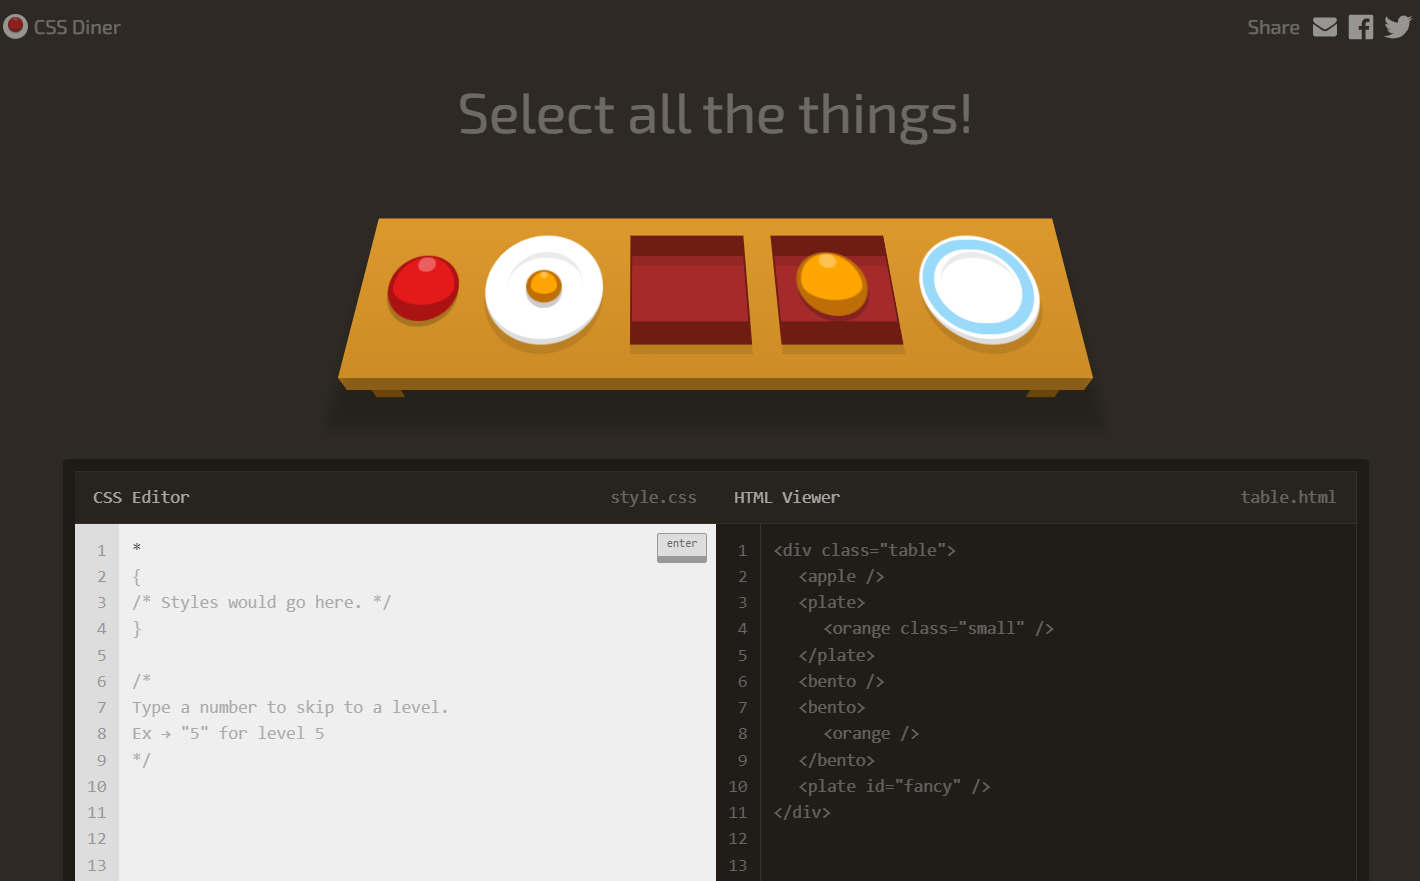 CSS Diner
Share
Select all the things!
CSS Editor
style.css
1 *
2 {
3 /* Styles would go here. */
4 }
5
6 /*
7 Type a number to skip to a level.
8 Ex → "5" for level 5
9 */
10
11
12
13
enter
HTML Viewer
table.html
1 <div class="table">
2 <apple />
3 <plate>
4 <orange class="small" />
5 </plate>
6 <bento />
7 <bento>
8 <orange />
9 </bento>
10 <plate id="fancy" />
11 </div>
12
13